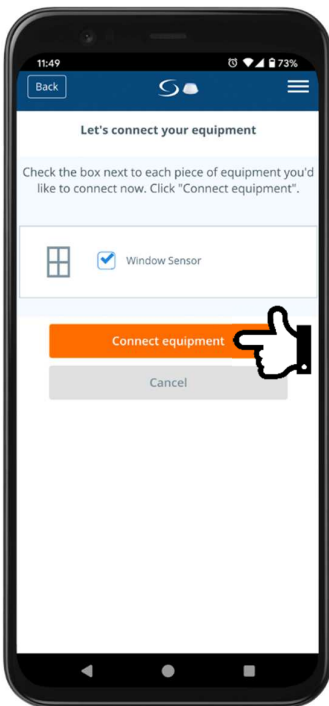 11:49
73%
Back
Let's connect your equipment
Check the box next to each piece of equipment you'd
like to connect now. Click "Connect equipment".
Window Sensor
Connect equipment
Cancel